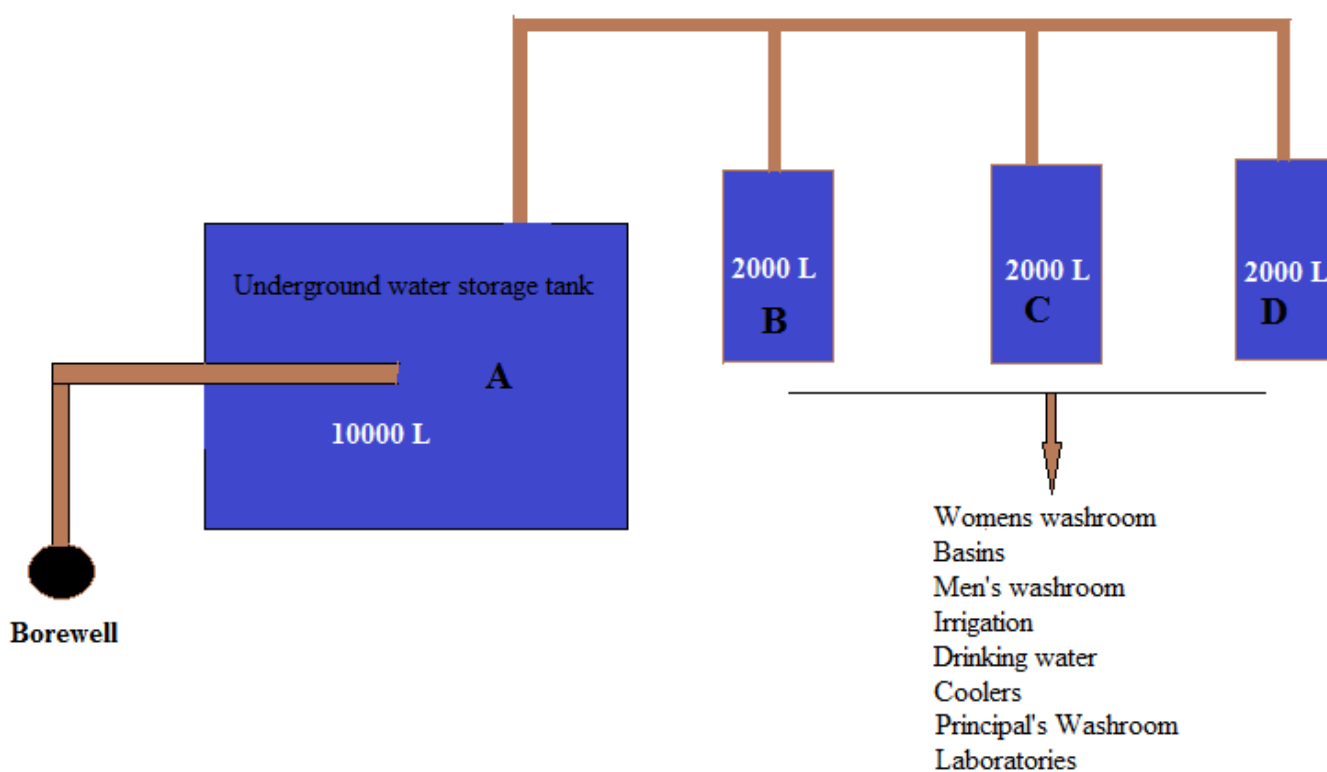 Underground water storage tank
A
10000 L
Borewell
2000 L
B
2000 L
C
2000 L
D
Womens washroom
Basins
Men's washroom
Irrigation
Drinking water
Coolers
Principal's Washroom
Laboratories